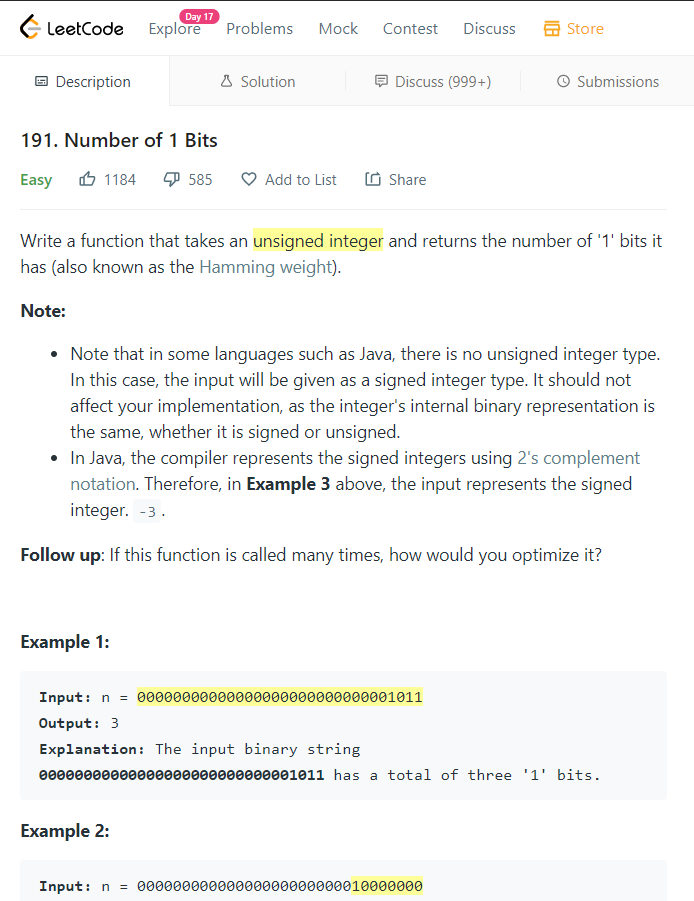 LeetCode Explore Day 17 Problems Mock Contest Discuss Store
Description Solution Discuss (999+) Submissions
191. Number of 1 Bits
Easy 1184 585 Add to List Share
Write a function that takes an unsigned integer and returns the number of '1' bits it
has (also known as the Hamming weight).
Note:
• Note that in some languages such as Java, there is no unsigned integer type.
In this case, the input will be given as a signed integer type. It should not
affect your implementation, as the integer's internal binary representation is
the same, whether it is signed or unsigned.
• In Java, the compiler represents the signed integers using 2's complement
notation. Therefore, in Example 3 above, the input represents the signed
integer. -3.
Follow up: If this function is called many times, how would you optimize it?
Example 1:
Input: n = 00000000000000000000000000001011
Output: 3
Explanation: The input binary string
00000000000000000000000000001011 has a total of three '1' bits.
Example 2:
Input: n = 00000000000000000000000010000000